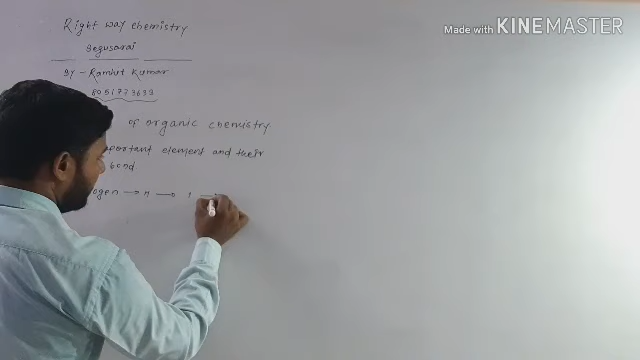 Made with KINEMASTER
Right way chemistry
Begusarai
By - Kumar
of organic chemistry
portant element and their
bond.
ogen → H → 1 —